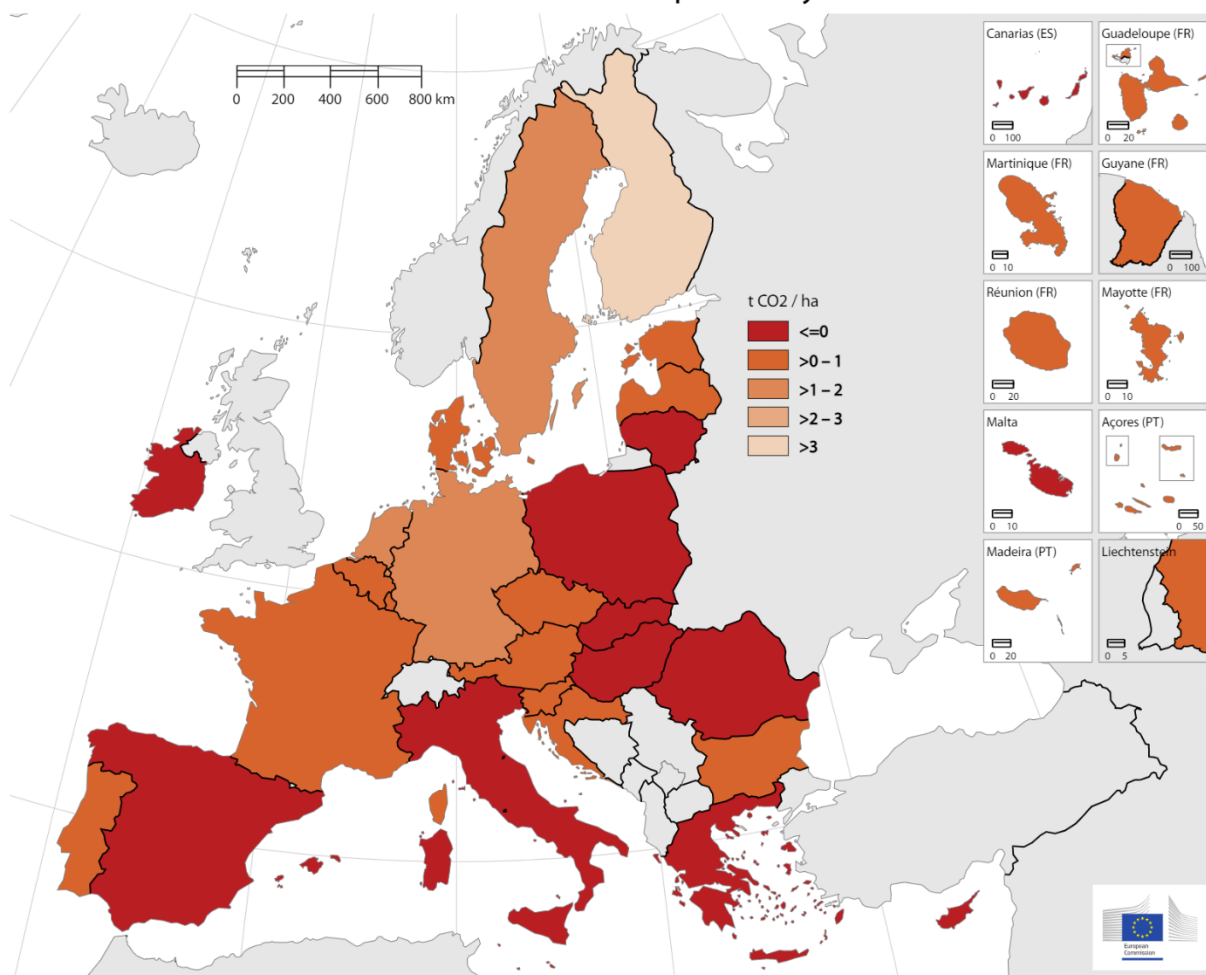 Canarias (ES)
0 100
Guadeloupe (FR)
0 20
0 200 400 600 800 km
Martinique (FR)
0 10
Guyane (FR)
0 100
t CO2 / ha
<=0
>0 – 1
>1 – 2
>2 – 3
>3
Réunion (FR)
0 20
Mayotte (FR)
0 10
Malta
0 10
Açores (PT)
0 50
Madeira (PT)
0 20
Liechtenstein
0 5
European
Commission